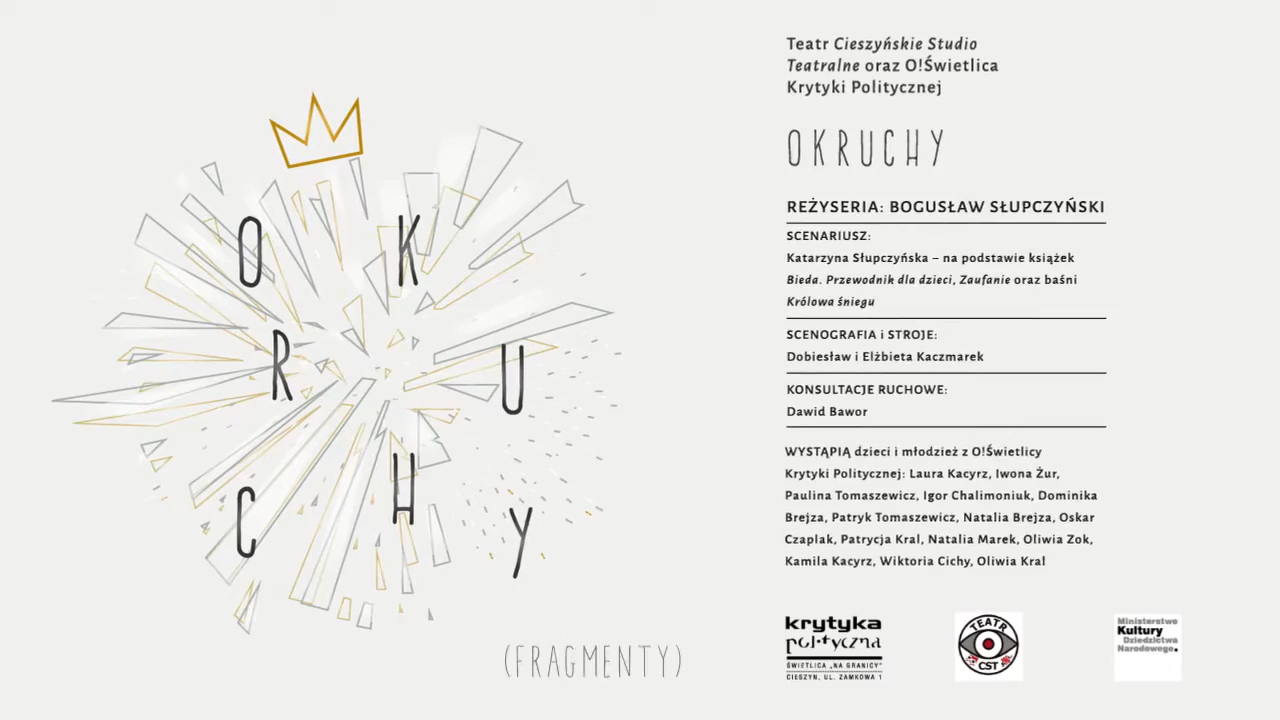 O K
R U
C H Y
(FRAGMENTY)
Teatr Cieszyńskie Studio
Teatralne oraz O!Świetlica
Krytyki Politycznej
OKRUCHY
REŻYSERIA: BOGUSŁAW SŁUPCZYŃSKI
SCENARIUSZ:
Katarzyna Słupczyńska – na podstawie książek
Bieda. Przewodnik dla dzieci, Zaufanie oraz baśni
Królowa śniegu
SCENOGRAFIA i STROJE:
Dobiesław i Elżbieta Kaczmarek
KONSULTACJE RUCHOWE:
Dawid Bawor
WYSTĄPIĄ dzieci i młodzież z O!Świetlicy
Krytyki Politycznej: Laura Kacyrz, Iwona Żur,
Paulina Tomaszewicz, Igor Chalimoniuk, Dominika
Brejza, Patryk Tomaszewicz, Natalia Brejza, Oskar
Czaplak, Patrycja Kral, Natalia Marek, Oliwia Zok,
Kamila Kacyrz, Wiktoria Cichy, Oliwia Kral
krytyka
polityczna
ŚWIETLICA „NA GRANICY"
CIESZYN, UL. ZAMKOWA 1
TEATR
CST
Ministerstwo
Kultury
Dziedzictwa
Narodowego.